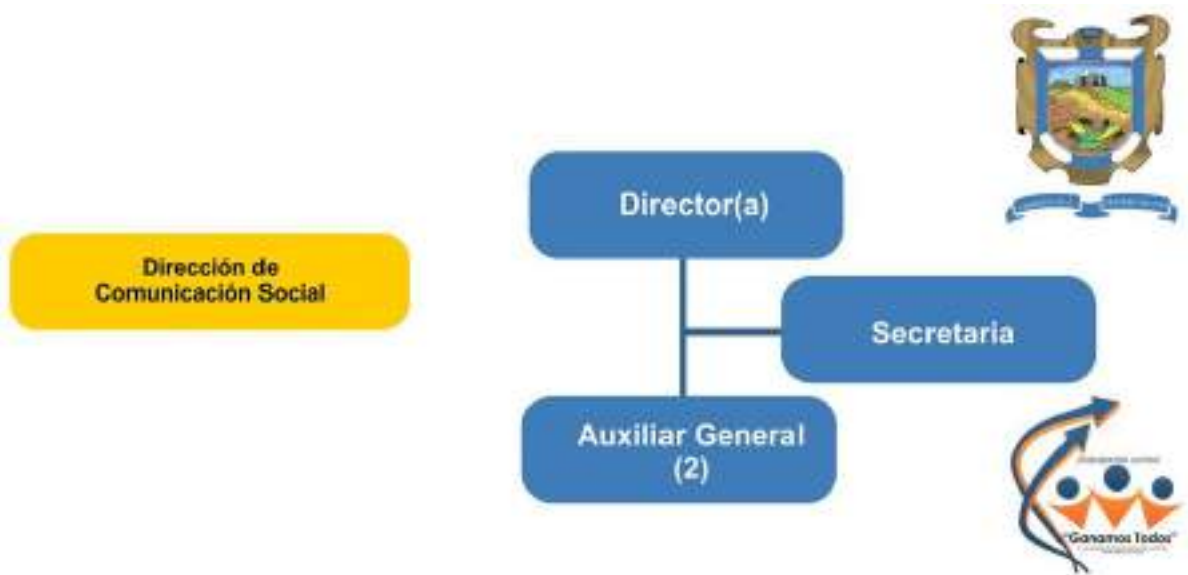 Director(a)
Dirección de
Comunicación Social
Secretaria
Auxiliar General
(2)
"Ganamos Todos"